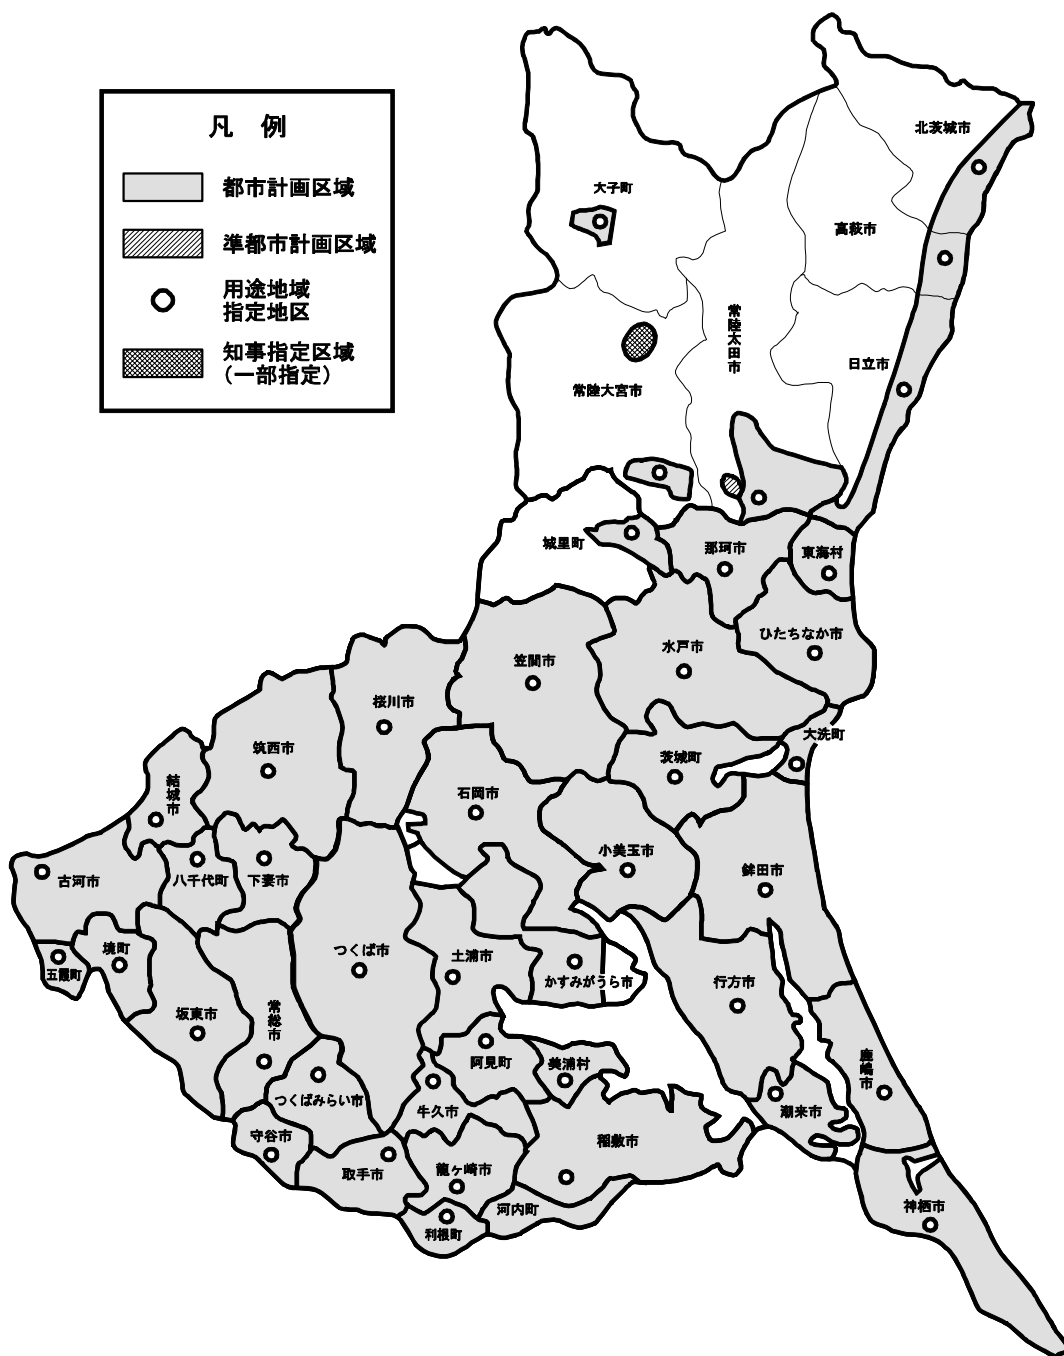 凡 例
都市計画区域
準都市計画区域
用途地域
指定地区
知事指定区域
(一部指定)
北茨城市
大子町
高萩市
常陸太田市
日立市
常陸大宮市
城里町
那珂市
東海村
ひたちなか市
水戸市
笠間市
桜川市
大洗町
筑西市
茨城町
結城市
石岡市
小美玉市
鉾田市
古河市
八千代町
下妻市
つくば市
土浦市
境町
五霞町
かすみがうら市
行方市
坂東市
常総市
阿見町
美浦村
鹿嶋市
つくばみらい市
牛久市
潮来市
守谷市
稲敷市
取手市
龍ヶ崎市
河内町
神栖市
利根町